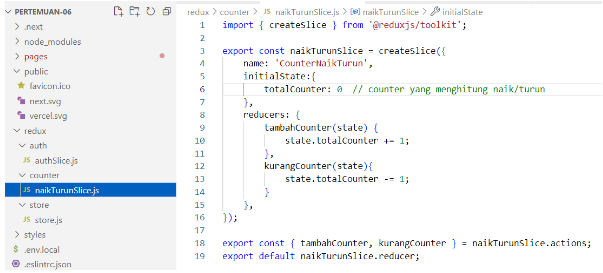 PERTEMUAN-06
.next
node_modules
pages
public
favicon.ico
next.svg
vercel.svg
redux
auth
JS authSlice.js
counter
JS naikTurunSlice.js
store
JS store.js
styles
$ .env.local
.eslintrc.json
redux > counter > JS naikTurunSlice.js > naikTurunSlice > initialState
1 import { createSlice } from '@reduxjs/toolkit';
2
3 export const naikTurunSlice = createSlice({
4 name: 'CounterNaikTurun',
5 initialState:{
6 totalCounter: 0 // counter yang menghitung naik/turun
7 },
8 reducers: {
9 tambahCounter(state) {
10 state.totalCounter += 1;
11 },
12 kurangCounter(state){
13 state.totalCounter -= 1;
14 }
15 },
16 });
17
18 export const { tambahCounter, kurangCounter } = naikTurunSlice.actions;
19 export default naikTurunSlice.reducer;